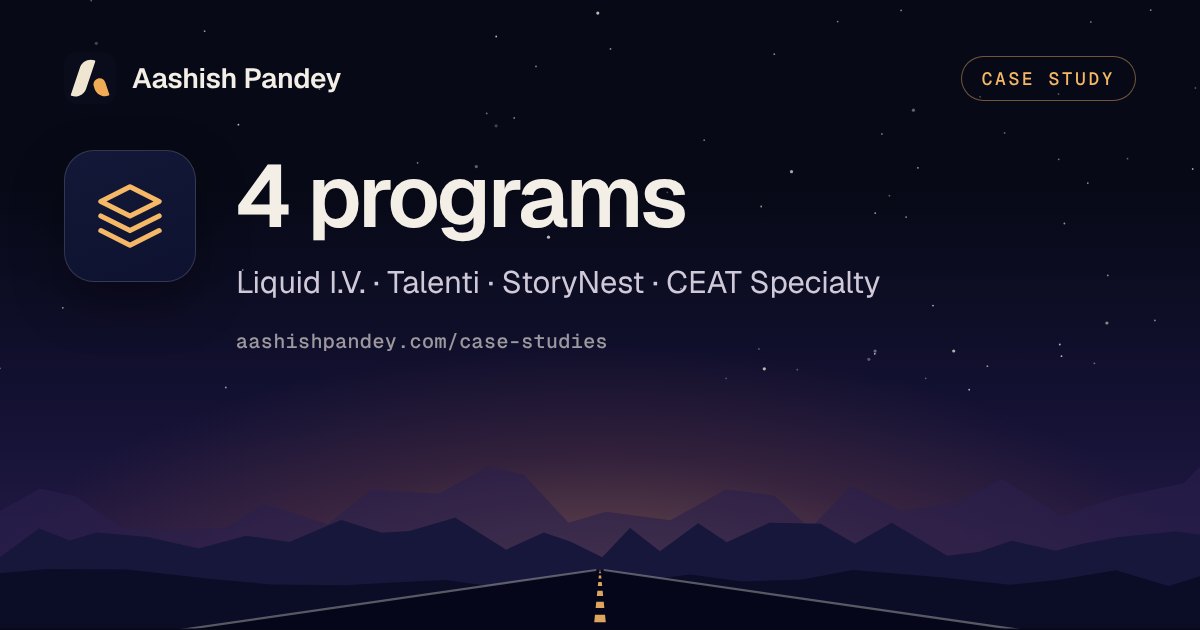 Aashish Pandey
CASE STUDY
4 programs
Liquid I.V. · Talenti · StoryNest · CEAT Specialty
aashishpandey.com/case-studies